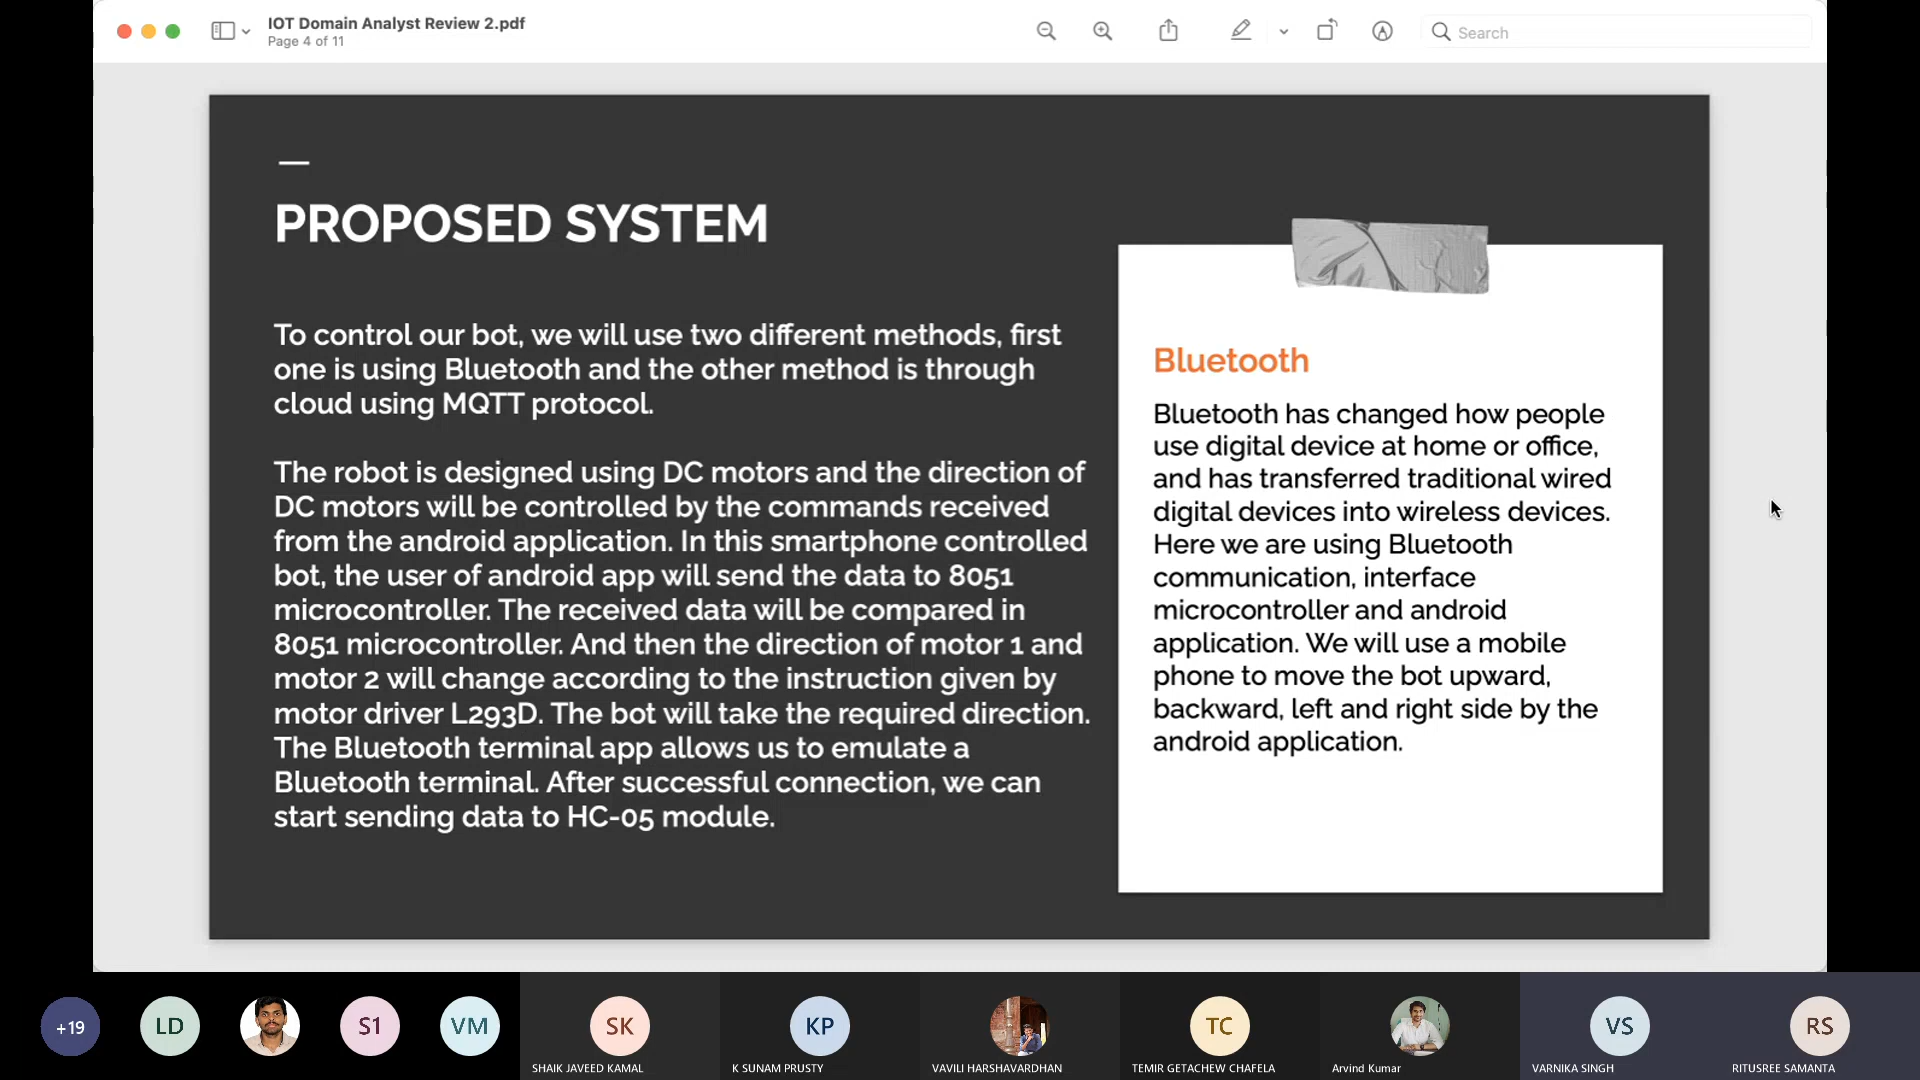 IOT Domain Analyst Review 2.pdf
Page 4 of 11
Search
PROPOSED SYSTEM
To control our bot, we will use two different methods, first
one is using Bluetooth and the other method is through
cloud using MQTT protocol.
The robot is designed using DC motors and the direction of
DC motors will be controlled by the commands received
from the android application. In this smartphone controlled
bot, the user of android app will send the data to 8051
microcontroller. The received data will be compared in
8051 microcontroller. And then the direction of motor 1 and
motor 2 will change according to the instruction given by
motor driver L293D. The bot will take the required direction.
The Bluetooth terminal app allows us to emulate a
Bluetooth terminal. After successful connection, we can
start sending data to HC-05 module.
Bluetooth
Bluetooth has changed how people
use digital device at home or office,
and has transferred traditional wired
digital devices into wireless devices.
Here we are using Bluetooth
communication, interface
microcontroller and android
application. We will use a mobile
phone to move the bot upward,
backward, left and right side by the
android application.
+19
LD
S1
VM
SK
SHAIK JAVEED KAMAL
KP
K SUNAM PRUSTY
VAVILI HARSHAVARDHAN
TC
TEMIR GETACHEW CHAFELA
Arvind Kumar
VS
VARNIKA SINGH
RS
RITUSREE SAMANTA